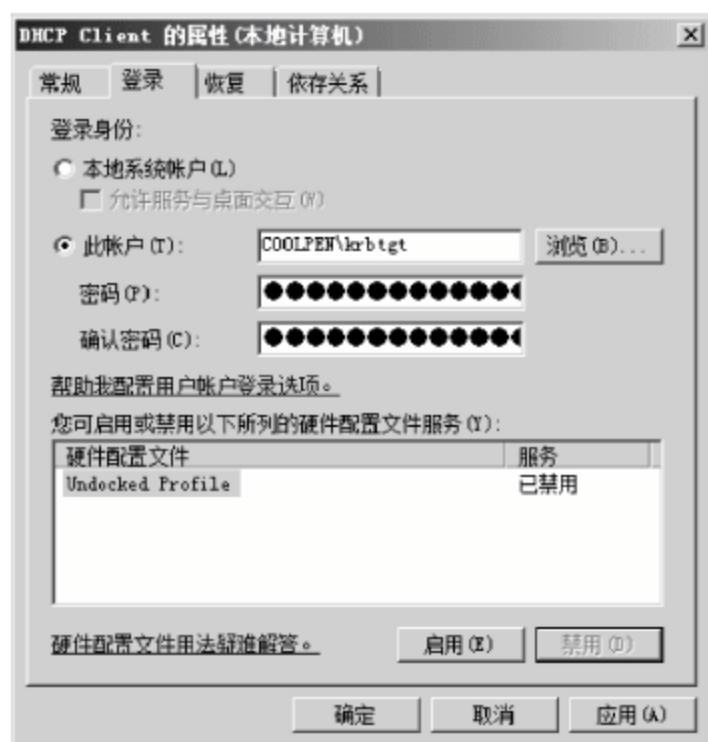 DHCP Client 的属性(本地计算机)
常规 登录 恢复 依存关系
登录身份:
本地系统帐户(L)
允许服务与桌面交互(W)
此帐户(T): COOLPEN\krbtgt 浏览(B)...
密码(P): ●●●●●●●●●●●●●
确认密码(C): ●●●●●●●●●●●●●
帮助我配置用户帐户登录选项。
您可启用或禁用以下所列的硬件配置文件服务(Y):
硬件配置文件 服务
Undocked Profile 已禁用
硬件配置文件用法疑难解答。 启用(E) 禁用(D)
确定 取消 应用(A)